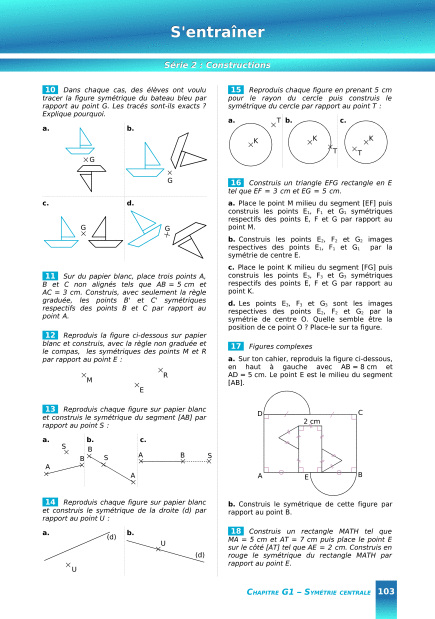 S'entraîner
Série 2 : Constructions
10 Dans chaque cas, des élèves ont voulu
tracer la figure symétrique du bateau bleu par
rapport au point G. Les tracés sont-ils exacts ?
Explique pourquoi.
a.
b.
G
G
c.
d.
G
G
11 Sur du papier blanc, place trois points A,
B et C non alignés tels que AB = 5 cm et
AC = 3 cm. Construis, avec seulement la règle
graduée, les points B' et C' symétriques
respectifs des points B et C par rapport au
point A.
12 Reproduis la figure ci-dessous sur papier
blanc et construis, avec la règle non graduée et
le compas, les symétriques des points M et R
par rapport au point E :
M
R
E
13 Reproduis chaque figure sur papier blanc
et construis le symétrique du segment [AB] par
rapport au point S :
a.
b.
c.
S
B
A
B
S
A
A
B
S
14 Reproduis chaque figure sur papier blanc
et construis le symétrique de la droite (d) par
rapport au point U :
a.
(d)
b.
U
U
(d)
15 Reproduis chaque figure en prenant 5 cm
pour le rayon du cercle puis construis le
symétrique du cercle par rapport au point T :
a.
T
b.
c.
K
K
T
K
T
16 Construis un triangle EFG rectangle en E
tel que EF = 3 cm et EG = 5 cm.
a. Place le point M milieu du segment [EF] puis
construis les points E₁, F₁ et G₁ symétriques
respectifs des points E, F et G par rapport au
point M.
b. Construis les points E₂, F₂ et G₂ images
respectives des points E₁, F₁ et G₁ par la
symétrie de centre E.
c. Place le point K milieu du segment [FG] puis
construis les points E₃, F₃ et G₃ symétriques
respectifs des points E, F et G par rapport au
point K.
d. Les points E₃, F₃ et G₃ sont les images
respectives des points E₂, F₂ et G₂ par la
symétrie de centre O. Quelle semble être la
position de ce point O ? Place-le sur ta figure.
17 Figures complexes
a. Sur ton cahier, reproduis la figure ci-dessous,
en haut à gauche avec AB = 8 cm et
AD = 5 cm. Le point E est le milieu du segment
[AB].
D
C
2 cm
A
E
B
b. Construis le symétrique de cette figure par
rapport au point B.
18 Construis un rectangle MATH tel que
MA = 5 cm et AT = 7 cm puis place le point E
sur le côté [AT] tel que AE = 2 cm. Construis en
rouge le symétrique du rectangle MATH par
rapport au point E.
CHAPITRE G1 – SYMÉTRIE CENTRALE 103